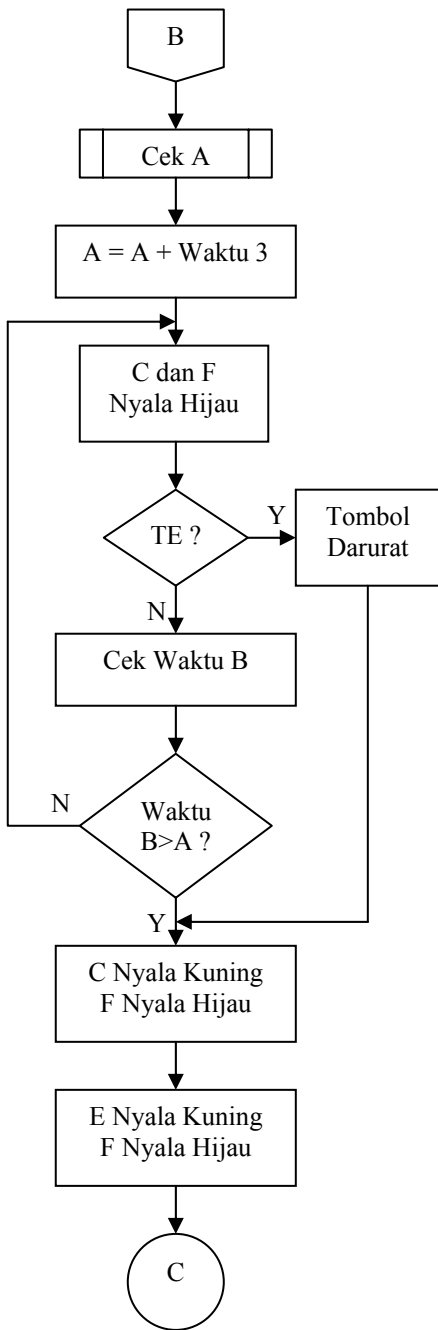 B
Cek A
A = A + Waktu 3
C dan F
Nyala Hijau
TE ?
Y
Tombol
Darurat
N
Cek Waktu B
N
Waktu
B>A ?
Y
C Nyala Kuning
F Nyala Hijau
E Nyala Kuning
F Nyala Hijau
C